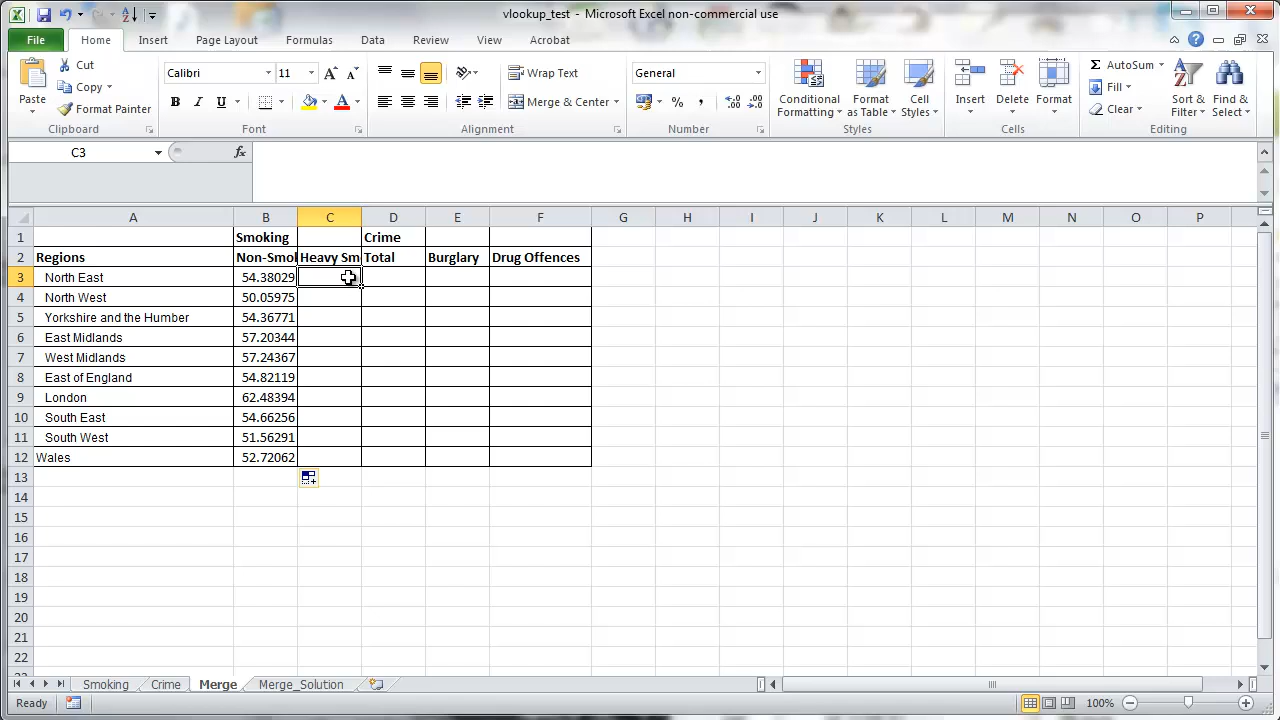 vlookup_test - Microsoft Excel non-commercial use
File Home Insert Page Layout Formulas Data Review View Acrobat
Paste
Cut
Copy
Format Painter
Clipboard
Calibri 11
B I U
Font
Wrap Text
Merge & Center
Alignment
General
%
Number
Conditional Formatting
Format as Table
Cell Styles
Styles
Insert
Delete
Format
Cells
AutoSum
Fill
Clear
Sort & Filter
Find & Select
Editing
C3 fx
A B C D E F G H I J K L M N O P
1 Smoking Crime
2 Regions Non-Smol Heavy Sm Total Burglary Drug Offences
3 North East 54.38029
4 North West 50.05975
5 Yorkshire and the Humber 54.36771
6 East Midlands 57.20344
7 West Midlands 57.24367
8 East of England 54.82119
9 London 62.48394
10 South East 54.66256
11 South West 51.56291
12 Wales 52.72062
13
14
15
16
17
18
19
20
21
22
Smoking Crime Merge Merge_Solution
Ready 100%